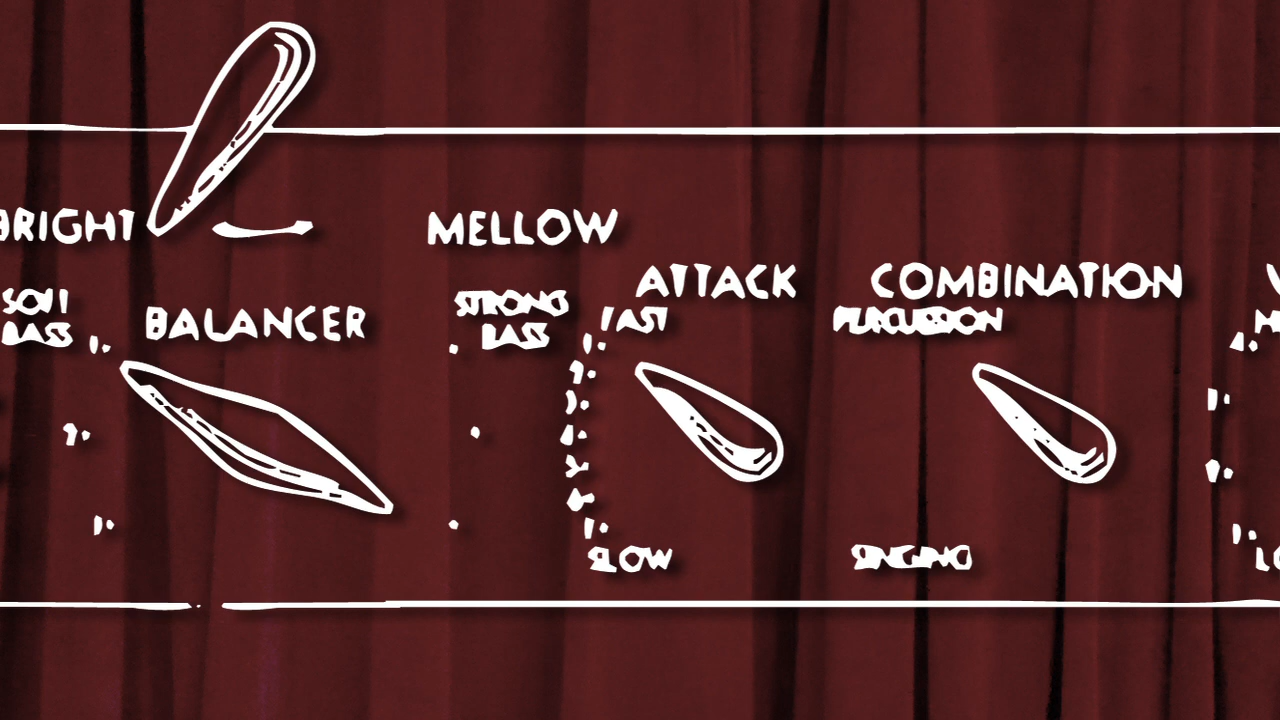 BRIGHT
MELLOW
ATTACK
COMBINATION
SOFT
BASS
BALANCER
STRONG
BASS
FAST
PERCUSSION
SLOW
SINGING